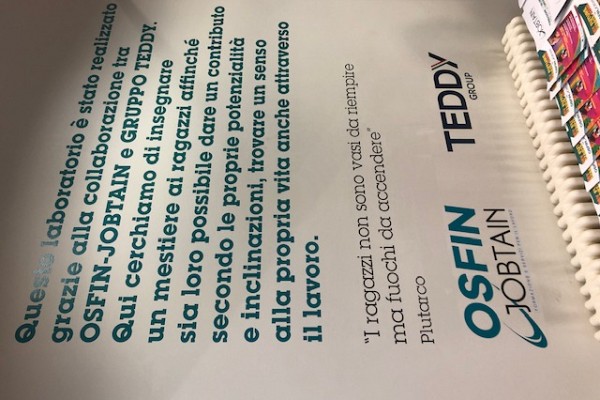 Questo laboratorio è stato realizzato
grazie alla collaborazione tra
OSFIN-JOBTAIN e GRUPPO TEDDY.
Qui cerchiamo di insegnare
un mestiere ai ragazzi affinché
sia loro possibile dare un contributo
secondo le proprie potenzialità
e inclinazioni, trovare un senso
alla propria vita anche attraverso
il lavoro.
"I ragazzi non sono vasi da riempire
ma fuochi da accendere"
Plutarco
OSFIN
JOBTAIN
TEDDY
GROUP